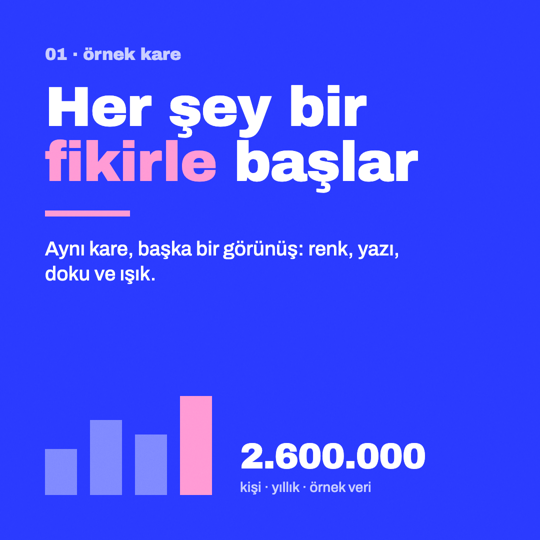 01 · örnek kare
Her şey bir
fikirle başlar
Aynı kare, başka bir görünüş: renk, yazı,
doku ve ışık.
2.600.000
kişi · yıllık · örnek veri